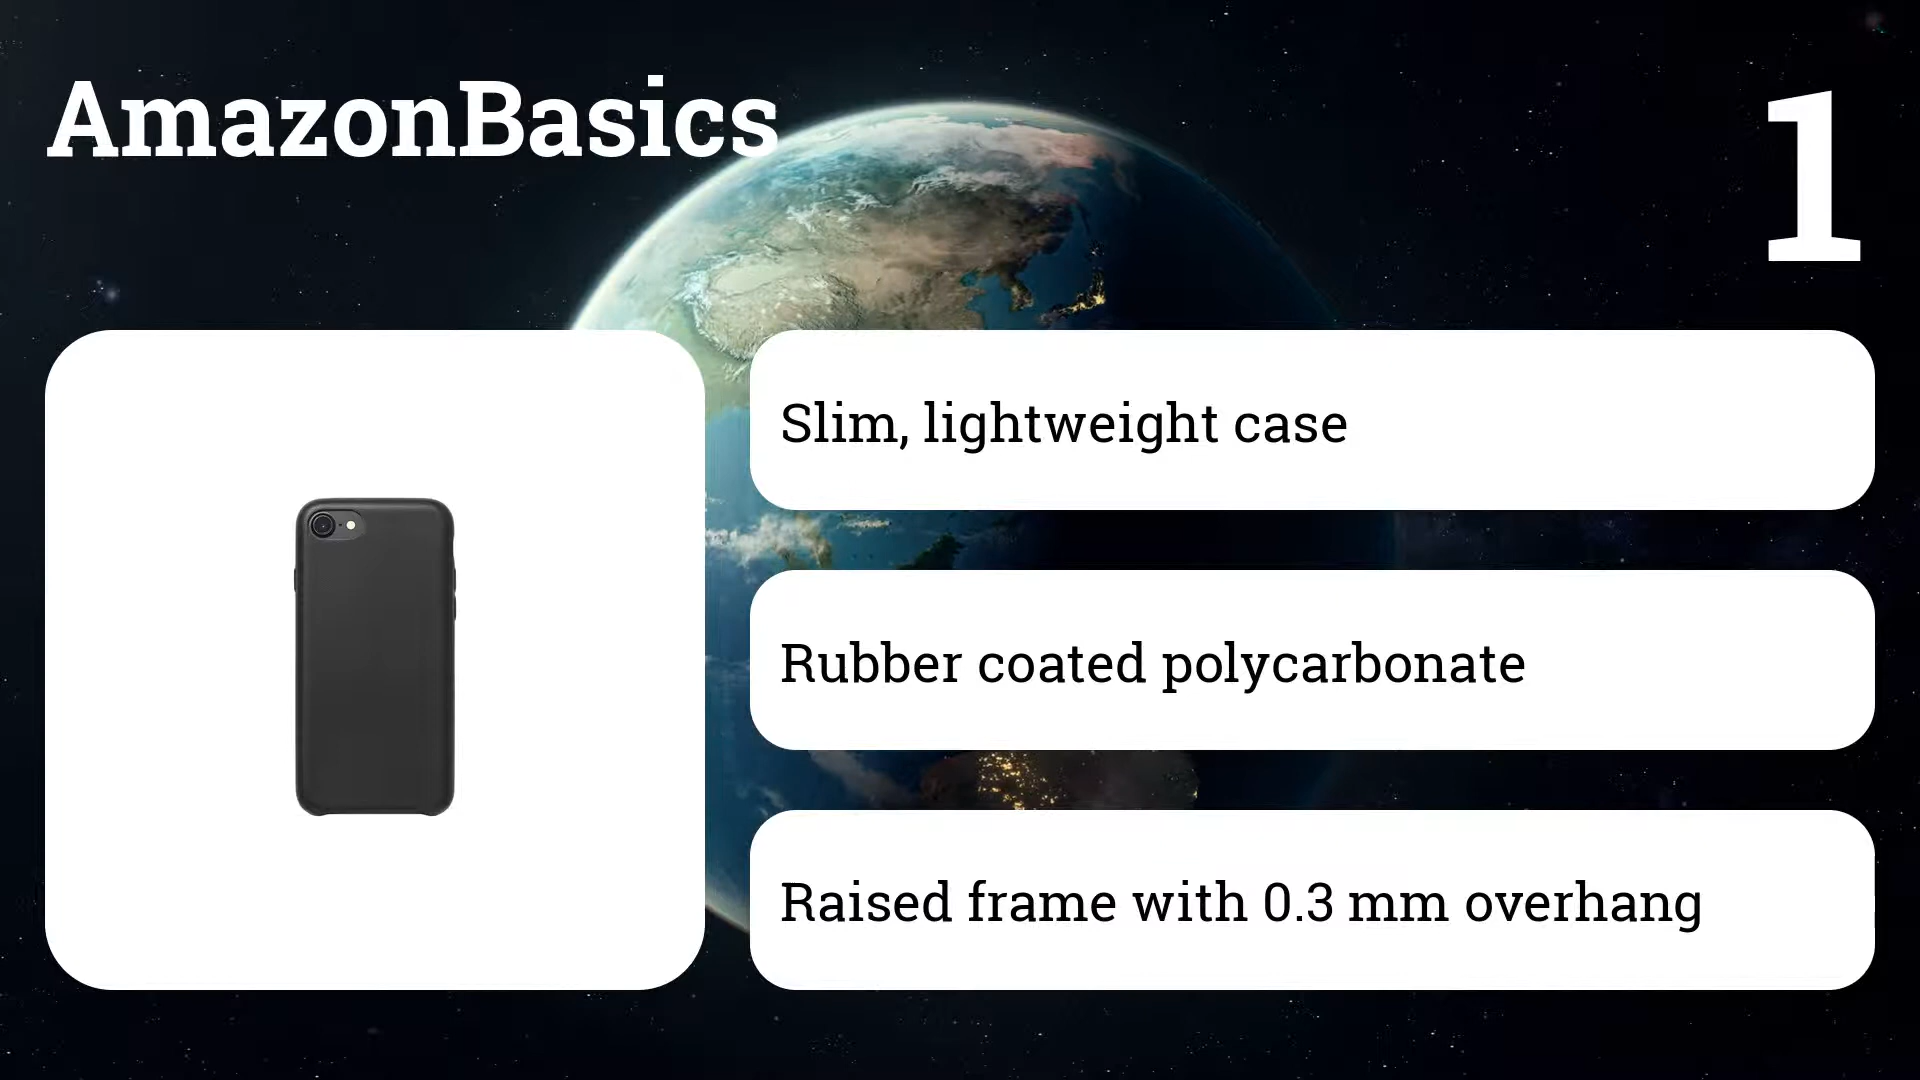 AmazonBasics
1
Slim, lightweight case
Rubber coated polycarbonate
Raised frame with 0.3 mm overhang